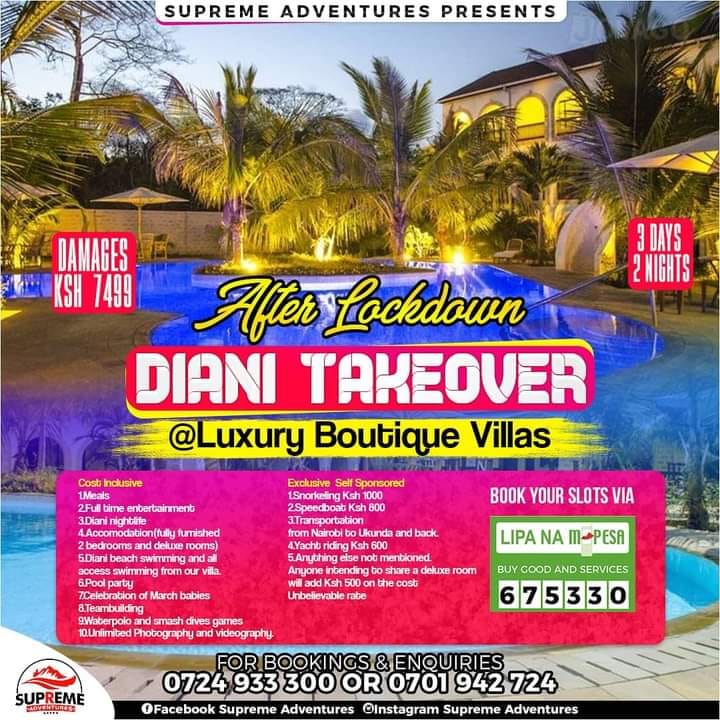 SUPREME ADVENTURES PRESENTS
DAMAGES
KSH 7499
3 DAYS
2 NIGHTS
After Lockdown
DIANI TAKEOVER
@Luxury Boutique Villas
Cost Inclusive
1.Meals
2.Full time entertainment
3.Diani nightlife
4.Accomodation(fully furnished
2 bedrooms and deluxe rooms)
5.Diani beach swimming and all
access swimming from our villa.
6.Pool party
7.Celebration of March babies
8.Teambuilding
9.Waterpolo and smash dives games
10.Unlimited Photography and videography.
Exclusive Self Sponsored
1.Snorkeling Ksh 1000
2.Speedboat Ksh 800
3.Transportation
from Nairobi to Ukunda and back.
4.Yacht riding Ksh 600
5.Anything else not mentioned.
Anyone intending to share a deluxe room
will add Ksh 500 on the cost
Unbelievable rate
BOOK YOUR SLOTS VIA
LIPA NA M-PESA
BUY GOOD AND SERVICES
675330
SUPREME
ADVENTURES
FOR BOOKINGS & ENQUIRIES
0724 933 300 OR 0701 942 724
Facebook Supreme Adventures Instagram Supreme Adventures